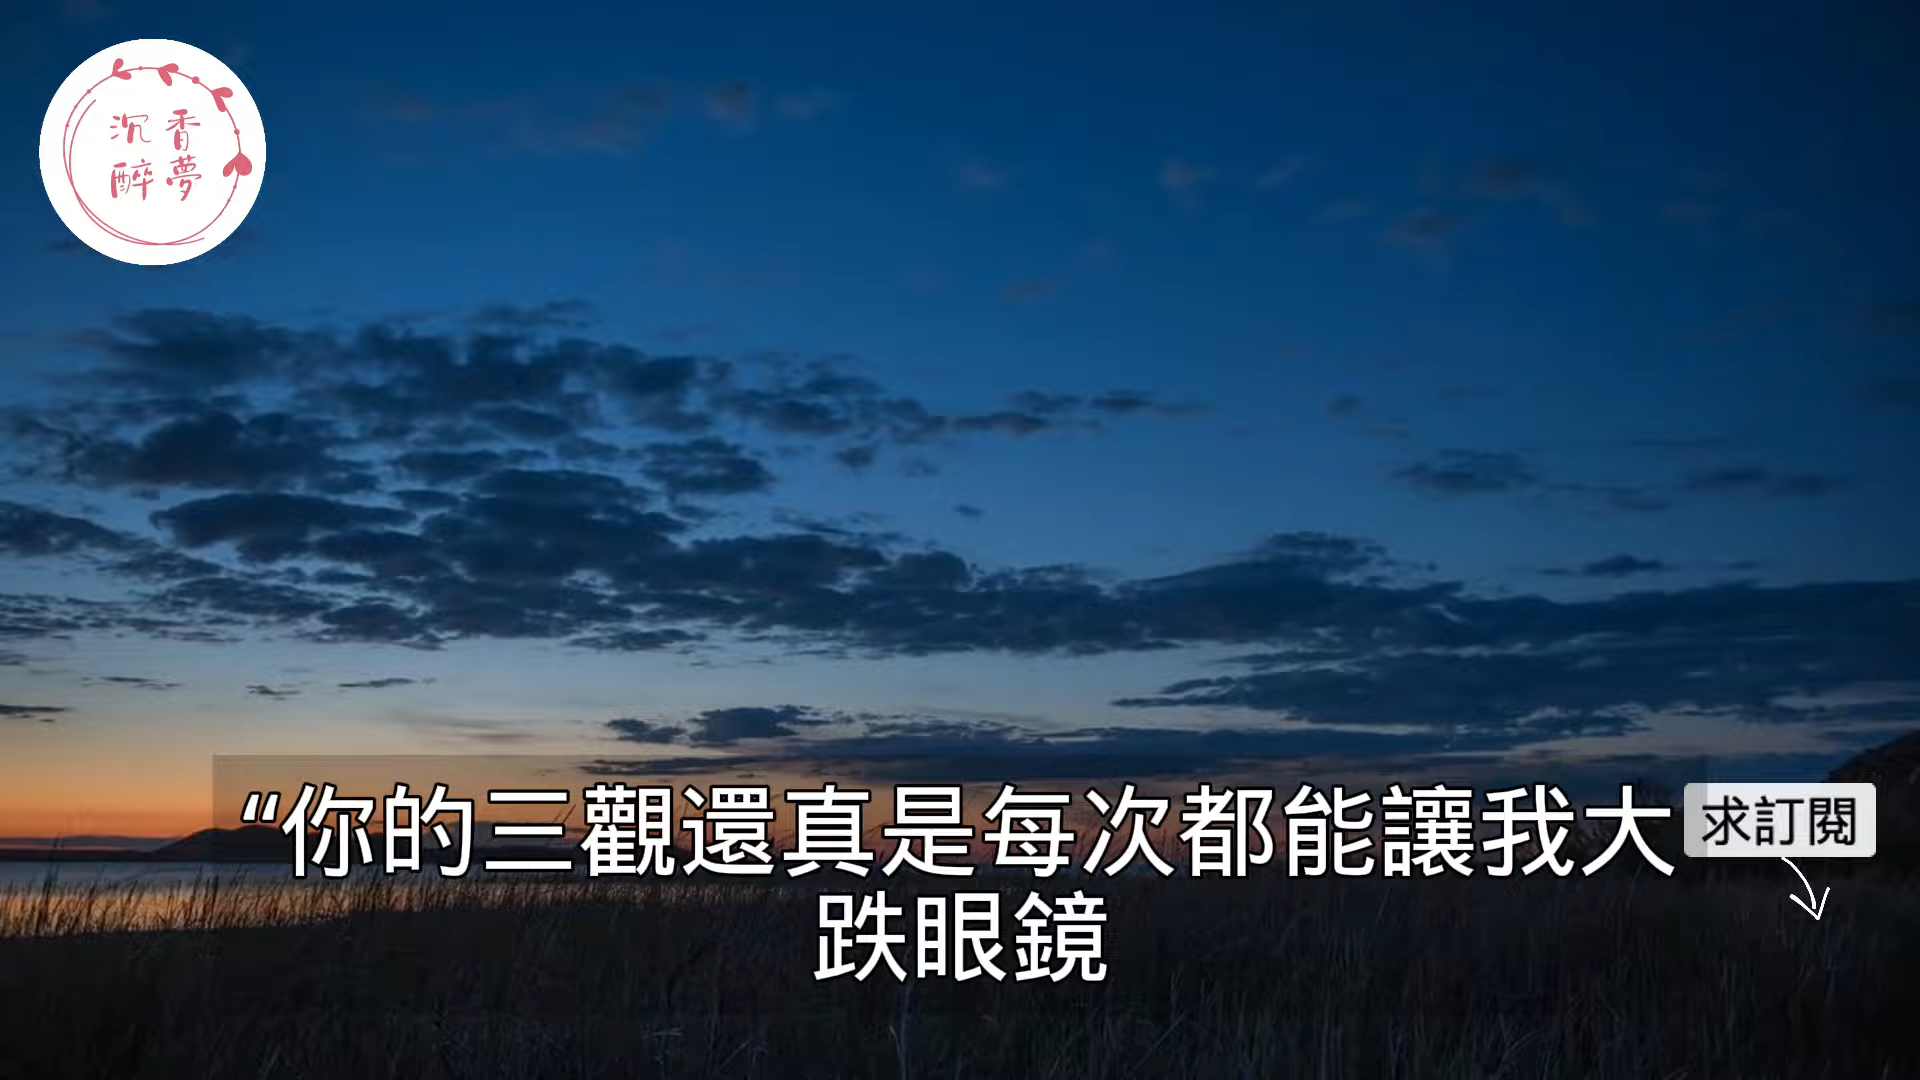 沉香
醉夢
“你的三觀還真是每次都能讓我大
跌眼鏡
求訂閱